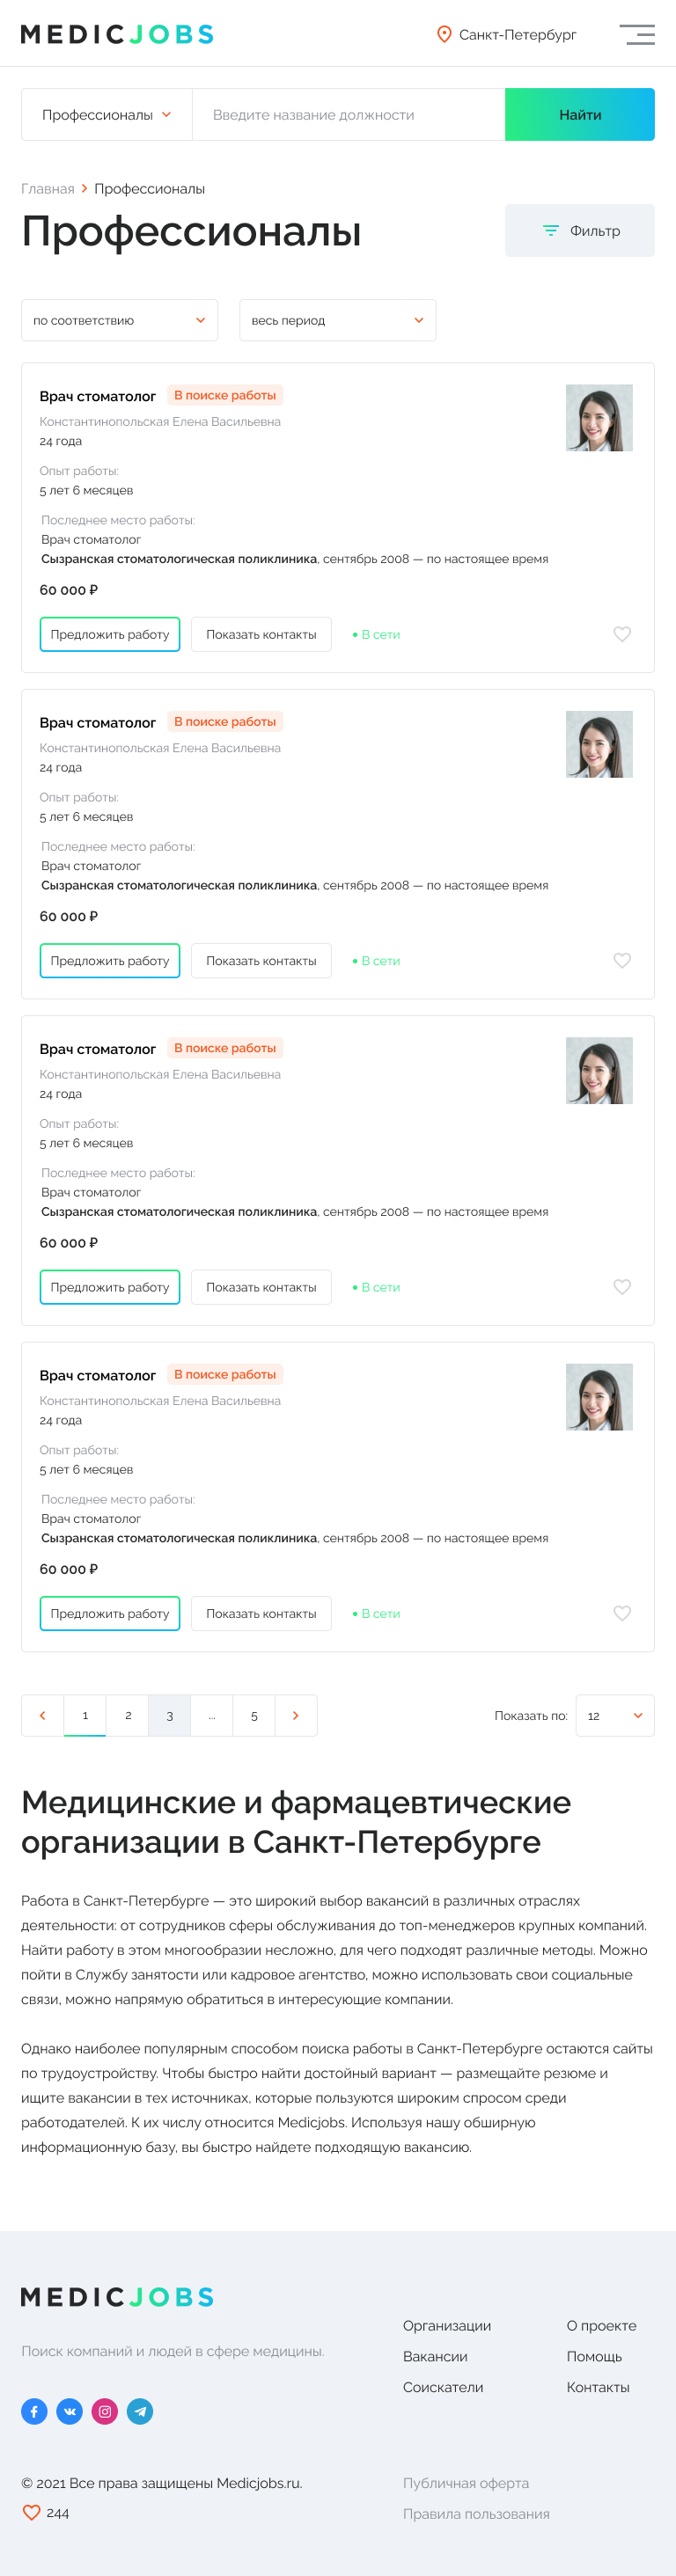 MEDICJOBS
Санкт-Петербург
Профессионалы
Введите название должности
Найти
Главная Профессионалы
Профессионалы
Фильтр
по соответствию
весь период
Врач стоматолог В поиске работы
Константинопольская Елена Васильевна
24 года
Опыт работы:
5 лет 6 месяцев
Последнее место работы:
Врач стоматолог
Сызранская стоматологическая поликлиника, сентябрь 2008 — по настоящее время
60 000 ₽
Предложить работу Показать контакты • В сети
Врач стоматолог В поиске работы
Константинопольская Елена Васильевна
24 года
Опыт работы:
5 лет 6 месяцев
Последнее место работы:
Врач стоматолог
Сызранская стоматологическая поликлиника, сентябрь 2008 — по настоящее время
60 000 ₽
Предложить работу Показать контакты • В сети
Врач стоматолог В поиске работы
Константинопольская Елена Васильевна
24 года
Опыт работы:
5 лет 6 месяцев
Последнее место работы:
Врач стоматолог
Сызранская стоматологическая поликлиника, сентябрь 2008 — по настоящее время
60 000 ₽
Предложить работу Показать контакты • В сети
Врач стоматолог В поиске работы
Константинопольская Елена Васильевна
24 года
Опыт работы:
5 лет 6 месяцев
Последнее место работы:
Врач стоматолог
Сызранская стоматологическая поликлиника, сентябрь 2008 — по настоящее время
60 000 ₽
Предложить работу Показать контакты • В сети
1 2 3 ... 5
Показать по: 12
Медицинские и фармацевтические
организации в Санкт-Петербурге
Работа в Санкт-Петербурге — это широкий выбор вакансий в различных отраслях
деятельности: от сотрудников сферы обслуживания до топ-менеджеров крупных компаний.
Найти работу в этом многообразии несложно, для чего подходят различные методы. Можно
пойти в Службу занятости или кадровое агентство, можно использовать свои социальные
связи, можно напрямую обратиться в интересующие компании.
Однако наиболее популярным способом поиска работы в Санкт-Петербурге остаются сайты
по трудоустройству. Чтобы быстро найти достойный вариант — размещайте резюме и
ищите вакансии в тех источниках, которые пользуются широким спросом среди
работодателей. К их числу относится Medicjobs. Используя нашу обширную
информационную базу, вы быстро найдете подходящую вакансию.
MEDICJOBS
Поиск компаний и людей в сфере медицины.
Организации
Вакансии
Соискатели
О проекте
Помощь
Контакты
© 2021 Все права защищены Medicjobs.ru.
244
Публичная оферта
Правила пользования